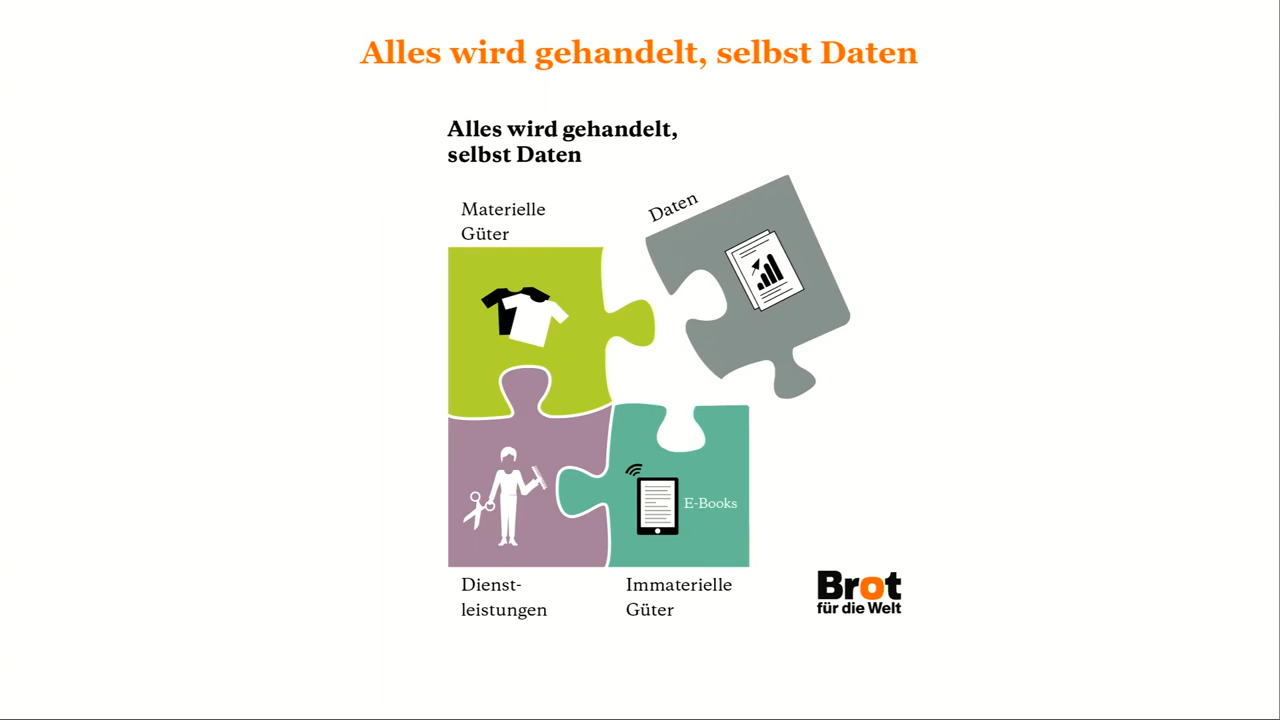 Alles wird gehandelt, selbst Daten
Alles wird gehandelt,
selbst Daten
Materielle
Güter
Daten
E-Books
Dienst-
leistungen
Immaterielle
Güter
Brot
für die Welt